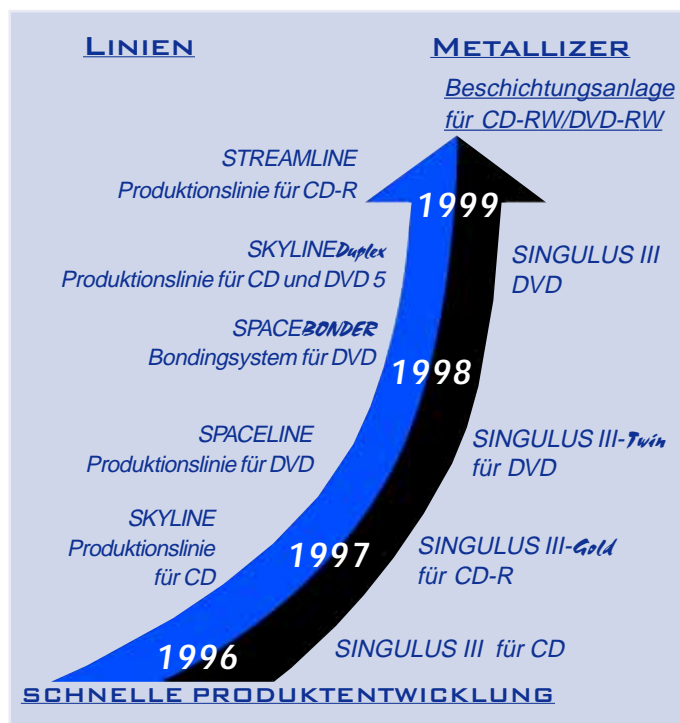 LINIEN
METALLIZER
Beschichtungsanlage
für CD-RW/DVD-RW
STREAMLINE
Produktionslinie für CD-R
1999
SKYLINE Duplex
Produktionslinie für CD und DVD 5
SINGULUS III
DVD
SPACEBONDER
Bondingsystem für DVD
1998
SPACELINE
Produktionslinie für DVD
SINGULUS III-Twin
für DVD
SKYLINE
Produktionslinie
für CD
1997
SINGULUS III-Gold
für CD-R
1996
SINGULUS III für CD
SCHNELLE PRODUKTENTWICKLUNG